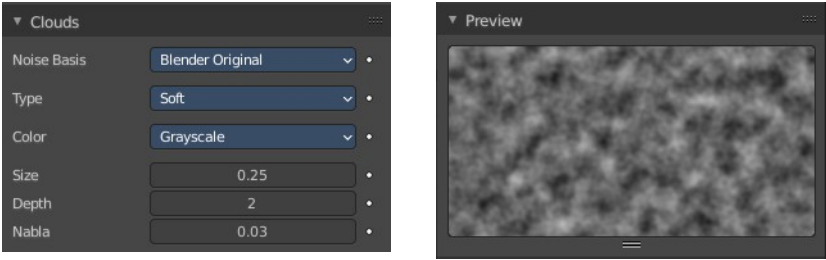 Clouds
Noise Basis Blender Original
Type Soft
Color Grayscale
Size 0.25
Depth 2
Nabla 0.03
Preview